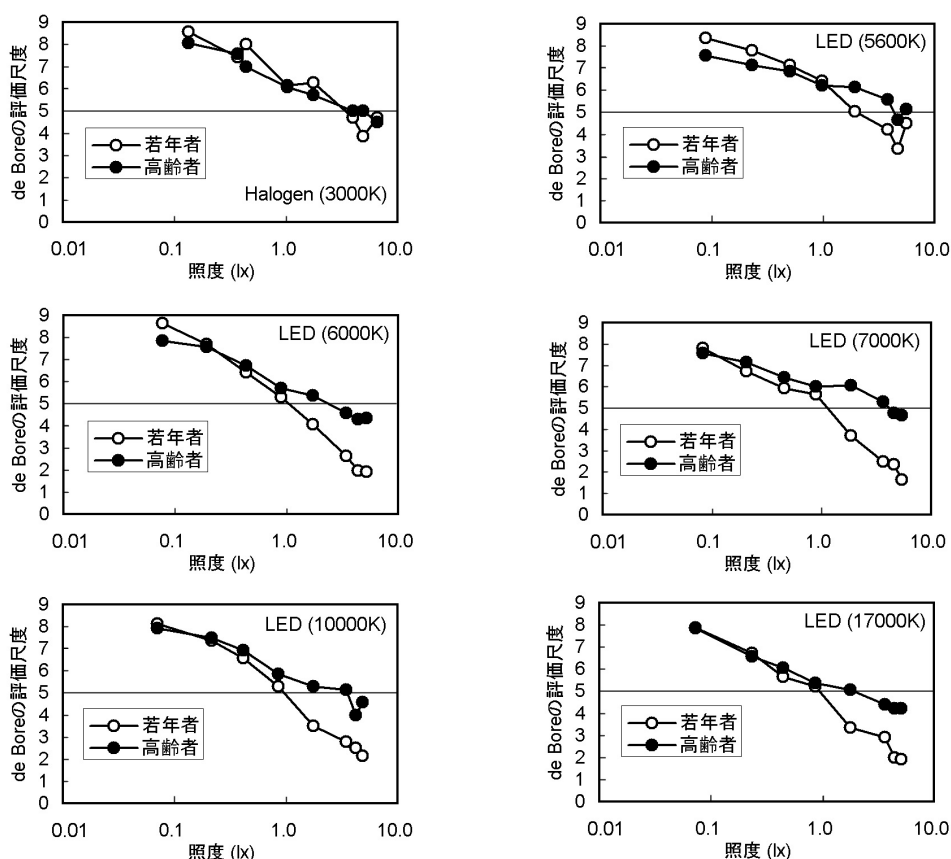 de Boreの評価尺度
9
8
7
6
5
4
3
2
1
0
若年者
高齢者
Halogen (3000K)
0.01 0.1 1.0 10.0
照度 (lx)
de Boreの評価尺度
9
8
7
6
5
4
3
2
1
0
LED (5600K)
若年者
高齢者
0.01 0.1 1.0 10.0
照度 (lx)
de Boreの評価尺度
9
8
7
6
5
4
3
2
1
0
LED (6000K)
若年者
高齢者
0.01 0.1 1.0 10.0
照度 (lx)
de Boreの評価尺度
9
8
7
6
5
4
3
2
1
0
LED (7000K)
若年者
高齢者
0.01 0.1 1.0 10.0
照度 (lx)
de Boreの評価尺度
9
8
7
6
5
4
3
2
1
0
LED (10000K)
若年者
高齢者
0.01 0.1 1.0 10.0
照度 (lx)
de Boreの評価尺度
9
8
7
6
5
4
3
2
1
0
LED (17000K)
若年者
高齢者
0.01 0.1 1.0 10.0
照度 (lx)